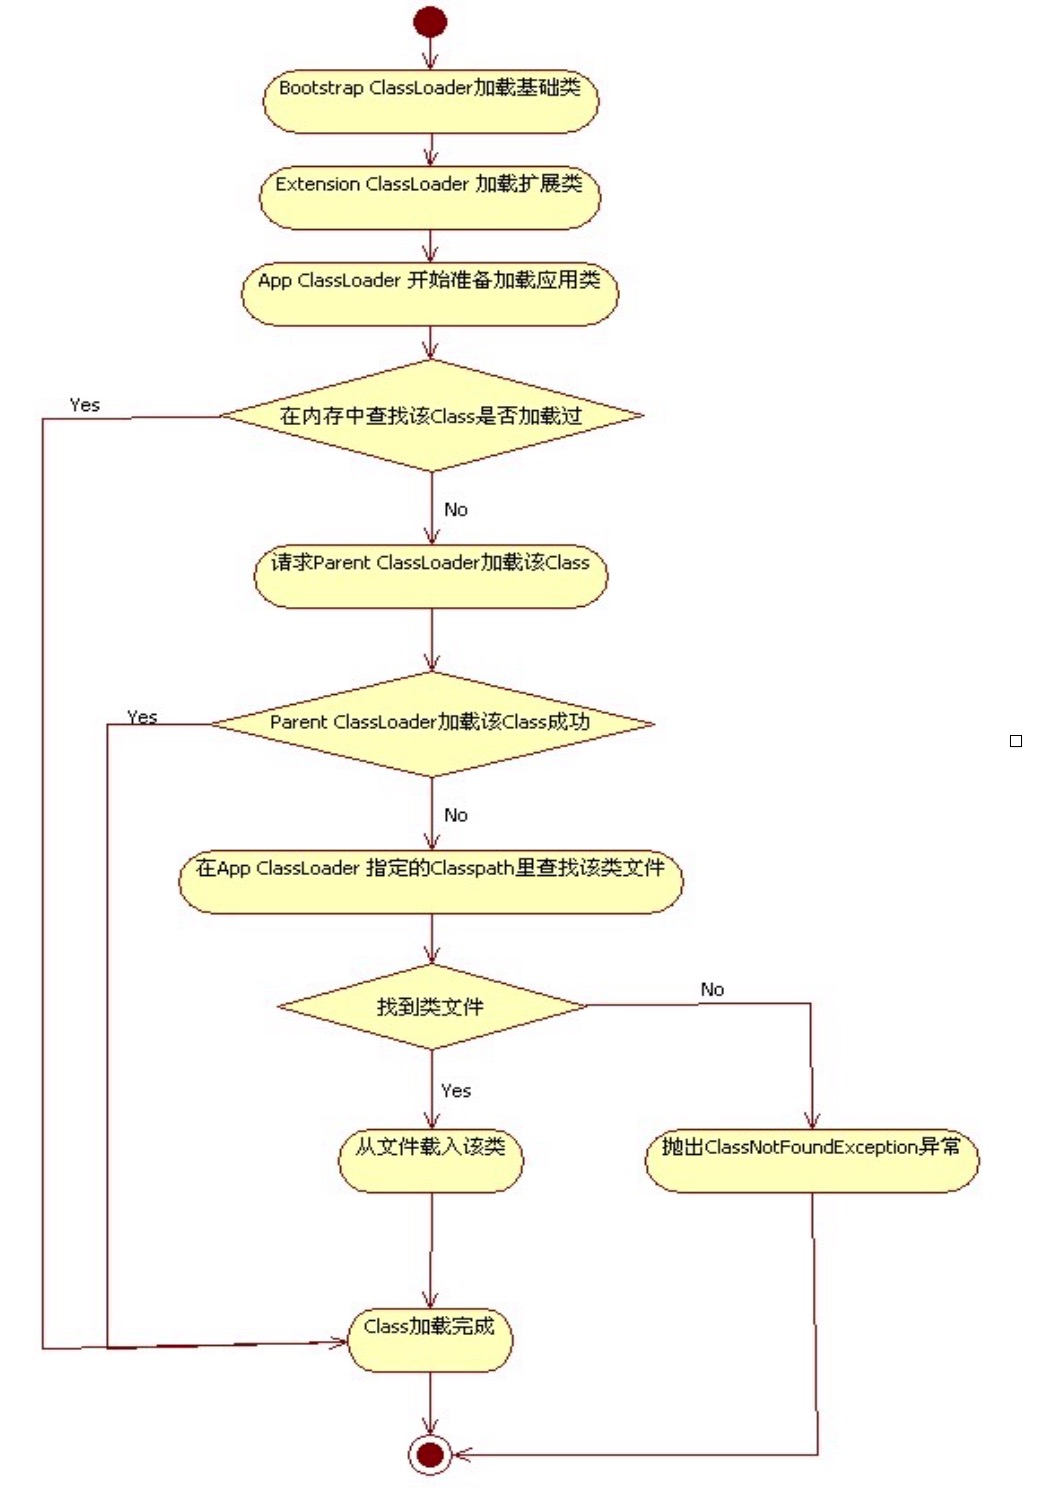 Bootstrap ClassLoader加载基础类
Extension ClassLoader 加载扩展类
App ClassLoader 开始准备加载应用类
Yes
在内存中查找该Class是否加载过
No
请求Parent ClassLoader加载该Class
Yes
Parent ClassLoader加载该Class成功
No
在App ClassLoader 指定的Classpath里查找该类文件
No
找到类文件
Yes
从文件载入该类
抛出ClassNotFoundException异常
Class加载完成